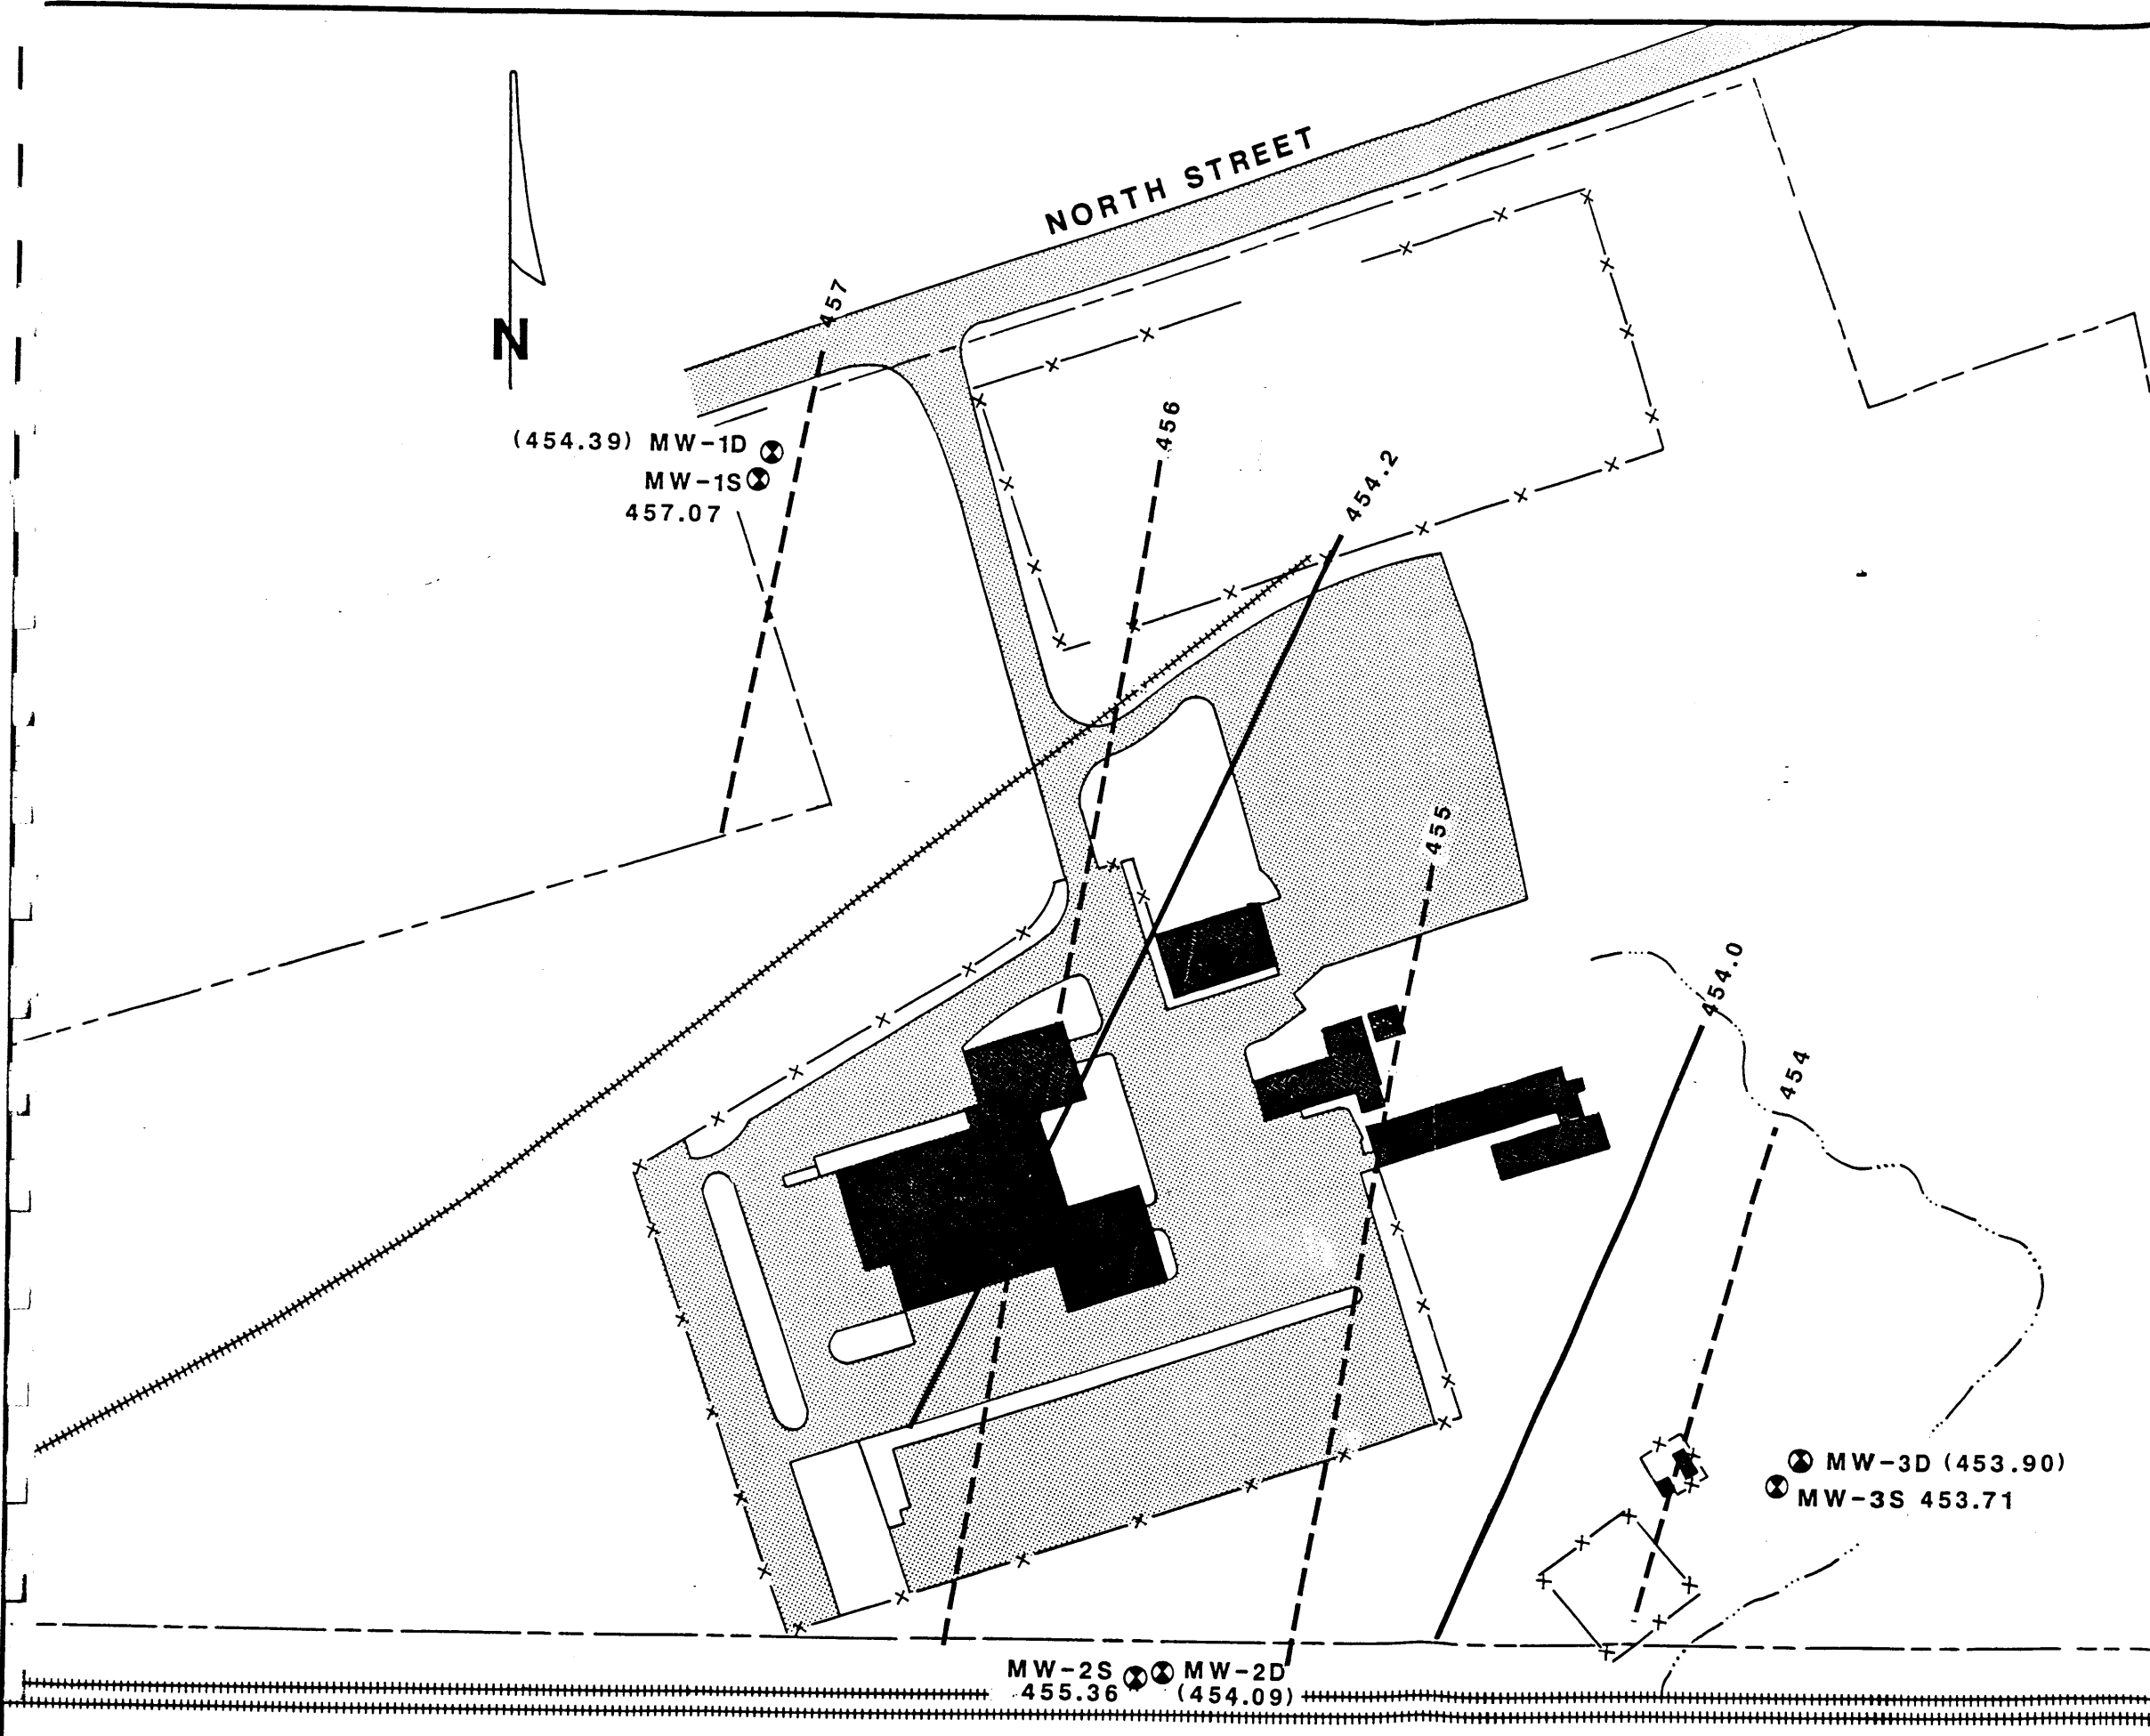 NORTH STREET
457
N
456
(454.39) MW-1D
MW-1S
457.07
454.2
455
454.0
454
MW-3D (453.90)
MW-3S 453.71
MW-2S MW-2D
455.36 (454.09)